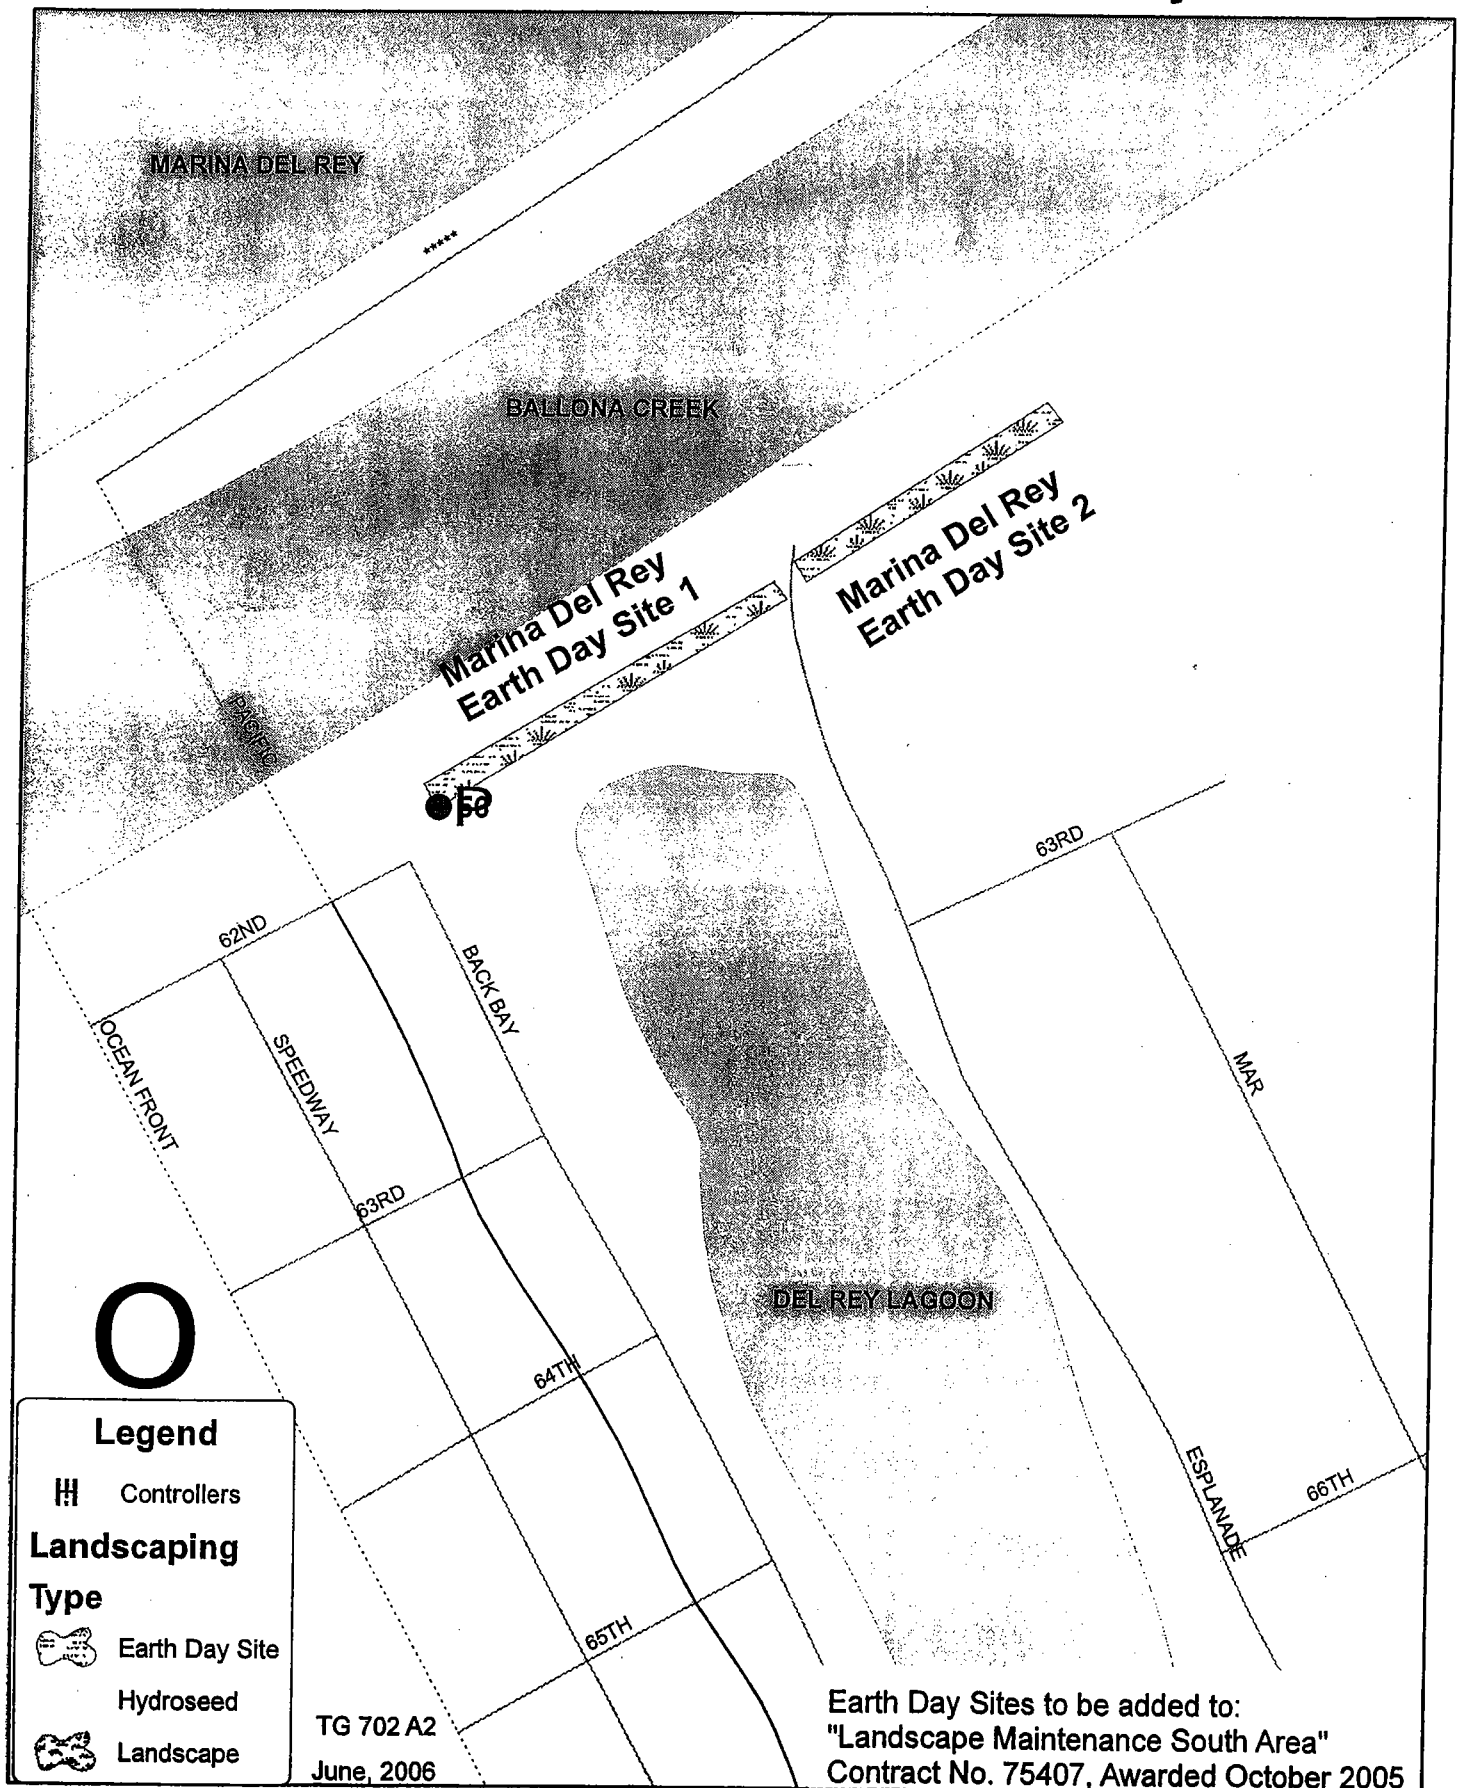 MARINA DEL REY
*****
BALLONA CREEK
Marina Del Rey
Earth Day Site 2
Marina Del Rey
Earth Day Site 1
PACIFIC
63RD
62ND
BACK BAY
OCEAN FRONT
SPEEDWAY
MAR
63RD
DEL REY LAGOON
O
64TH
Legend
Controllers
Landscaping
Type
Earth Day Site
Hydroseed
Landscape
ESPLANADE
66TH
65TH
TG 702 A2
June, 2006
Earth Day Sites to be added to:
"Landscape Maintenance South Area"
Contract No. 75407, Awarded October 2005